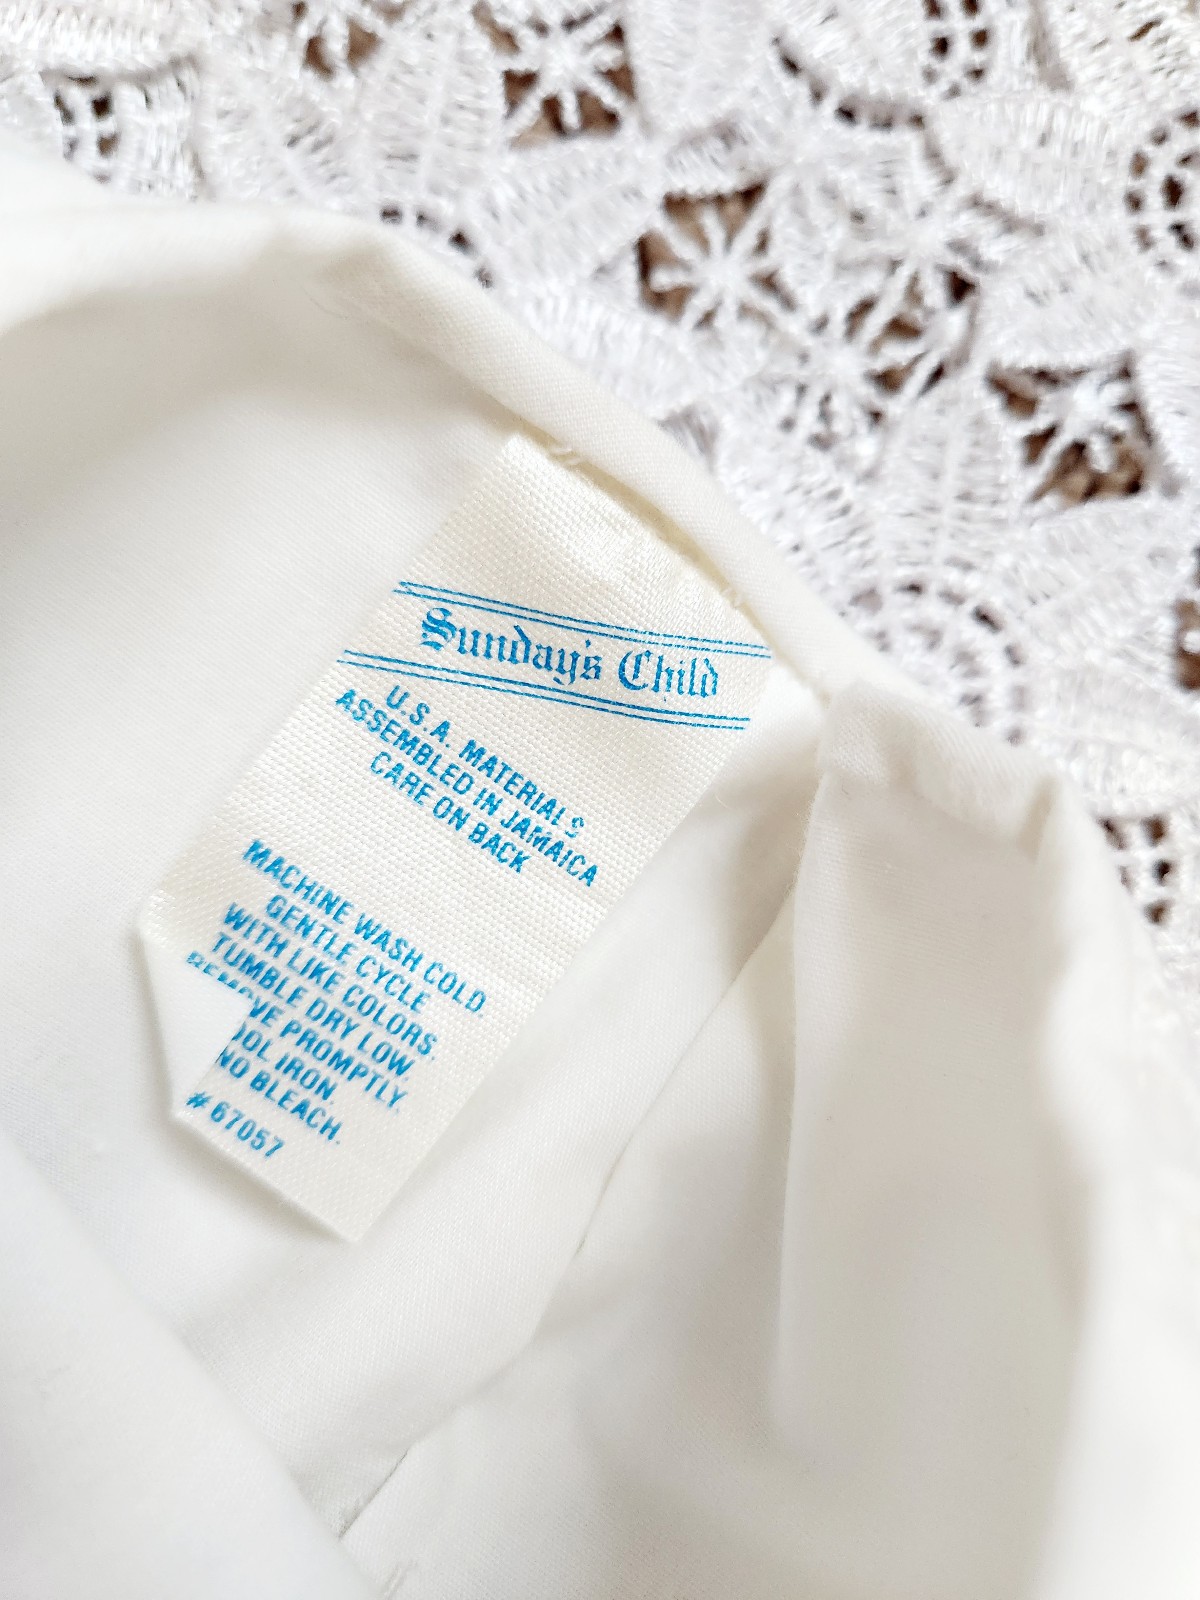 Sunday's Child
U.S.A. MATERIALS
ASSEMBLED IN JAMAICA
CARE ON BACK
MACHINE WASH COLD.
GENTLE CYCLE
WITH LIKE COLORS.
TUMBLE DRY LOW.
REMOVE PROMPTLY.
OOL IRON.
NO BLEACH.
# 67057